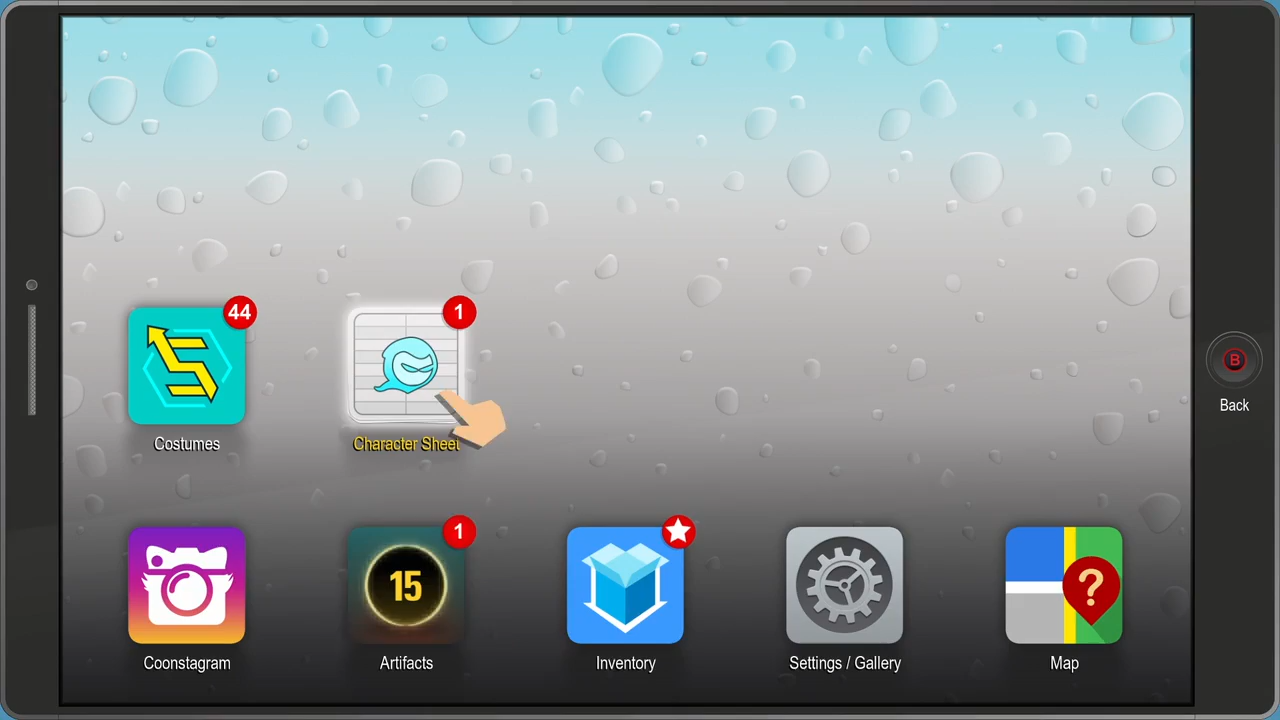 44
1
Costumes
Character Sheet
B
Back
1
15
?
Coonstagram
Artifacts
Inventory
Settings / Gallery
Map